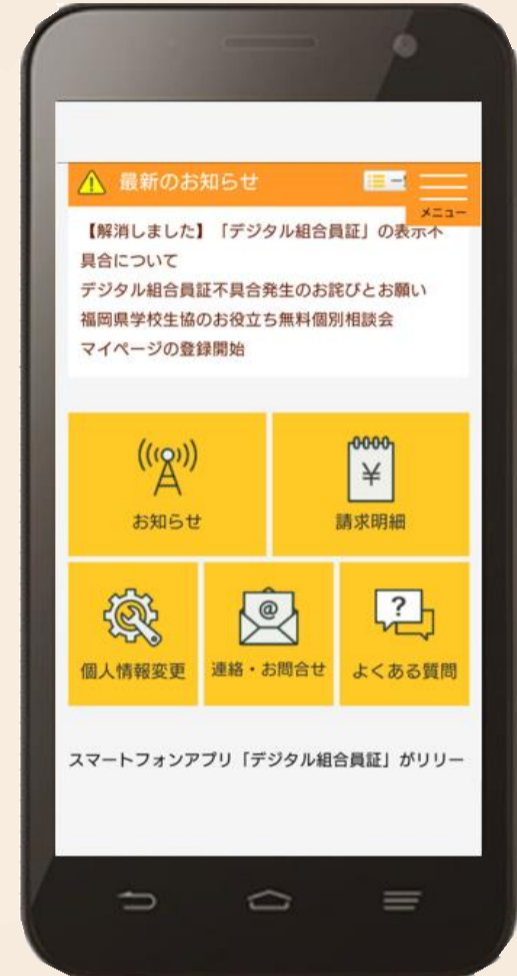 最新のお知らせ
メニュー
【解消しました】「デジタル組合員証」の表示不
具合について
デジタル組合員証不具合発生のお詫びとお願い
福岡県学校生協のお役立ち無料個別相談会
マイページの登録開始
お知らせ
¥
請求明細
@
?
個人情報変更
連絡・お問合せ
よくある質問
スマートフォンアプリ「デジタル組合員証」がリリー